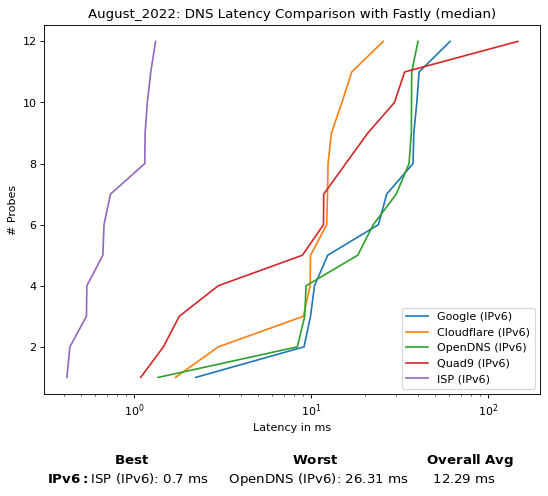 August_2022: DNS Latency Comparison with Fastly (median)
12
10
8
6
4
2
# Probes
10⁰
10¹
10²
Latency in ms
Google (IPv6)
Cloudflare (IPv6)
OpenDNS (IPv6)
Quad9 (IPv6)
ISP (IPv6)
Best Worst Overall Avg
IPv6: ISP (IPv6): 0.7 ms OpenDNS (IPv6): 26.31 ms 12.29 ms